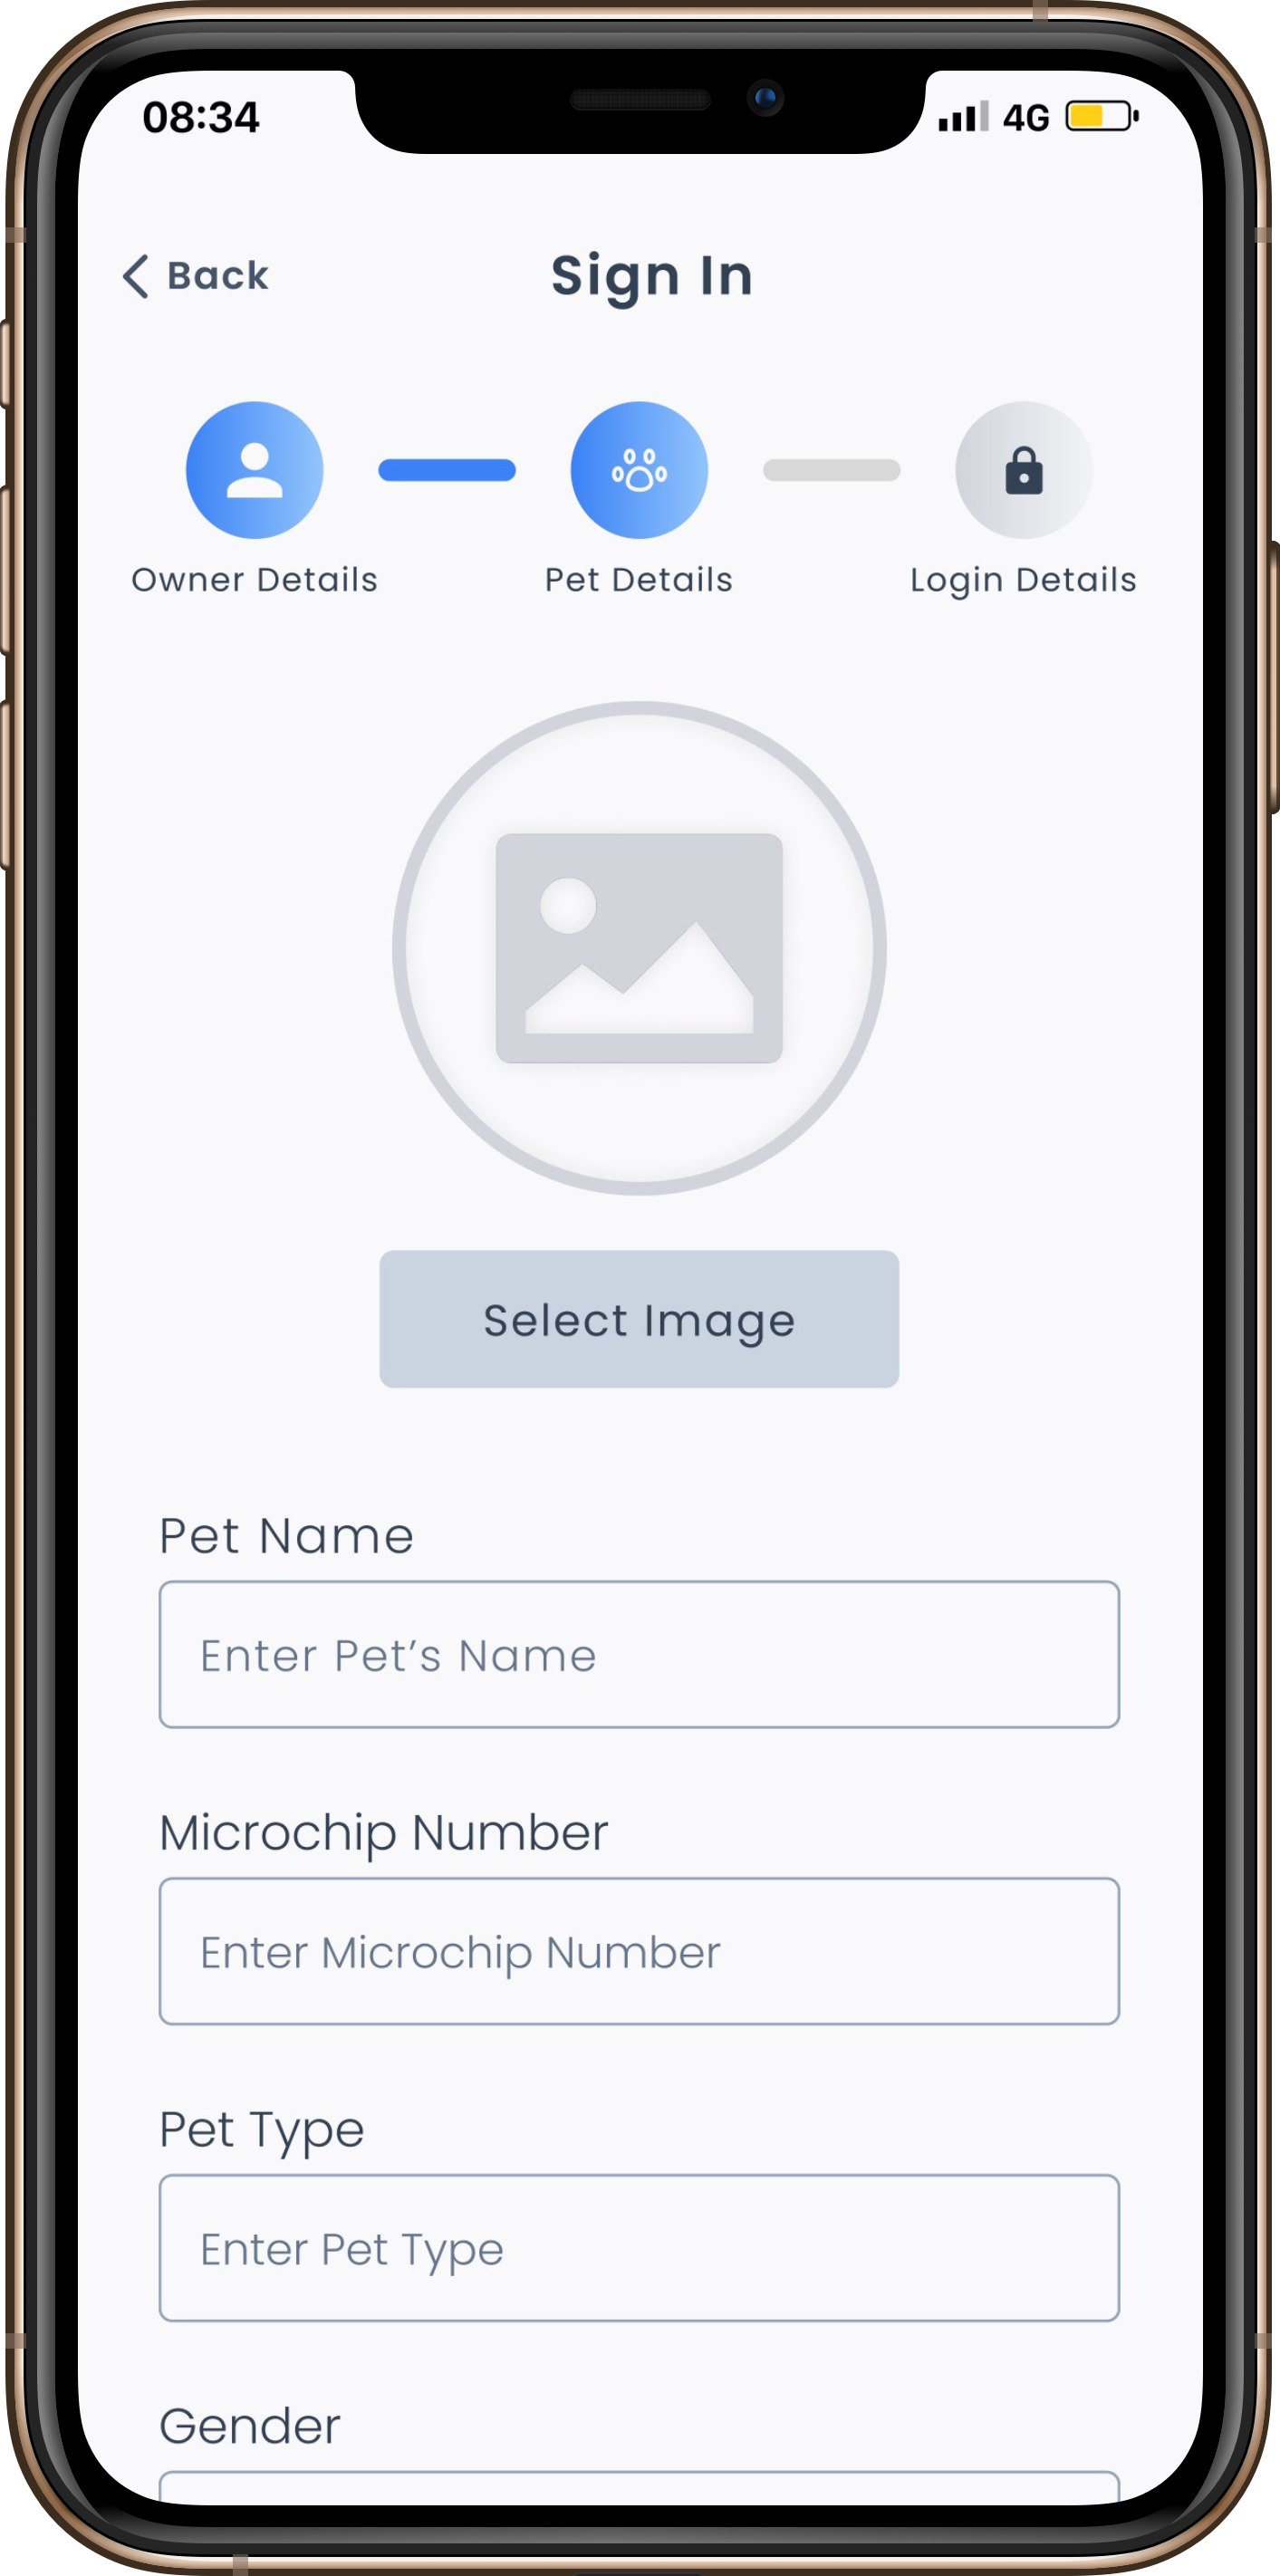 08:34
4G
Back
Sign In
Owner Details
Pet Details
Login Details
Select Image
Pet Name
Enter Pet’s Name
Microchip Number
Enter Microchip Number
Pet Type
Enter Pet Type
Gender